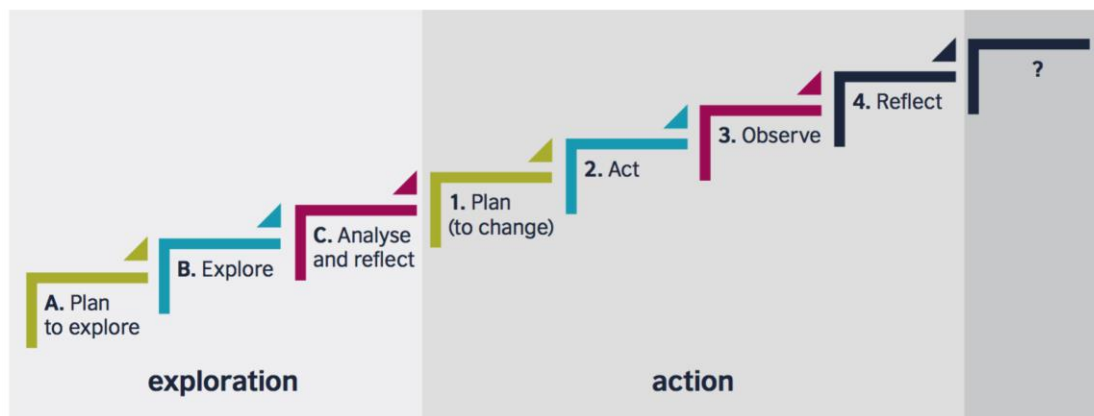 A. Plan
to explore
B. Explore
C. Analyse
and reflect
1. Plan
(to change)
2. Act
3. Observe
4. Reflect
?
exploration
action